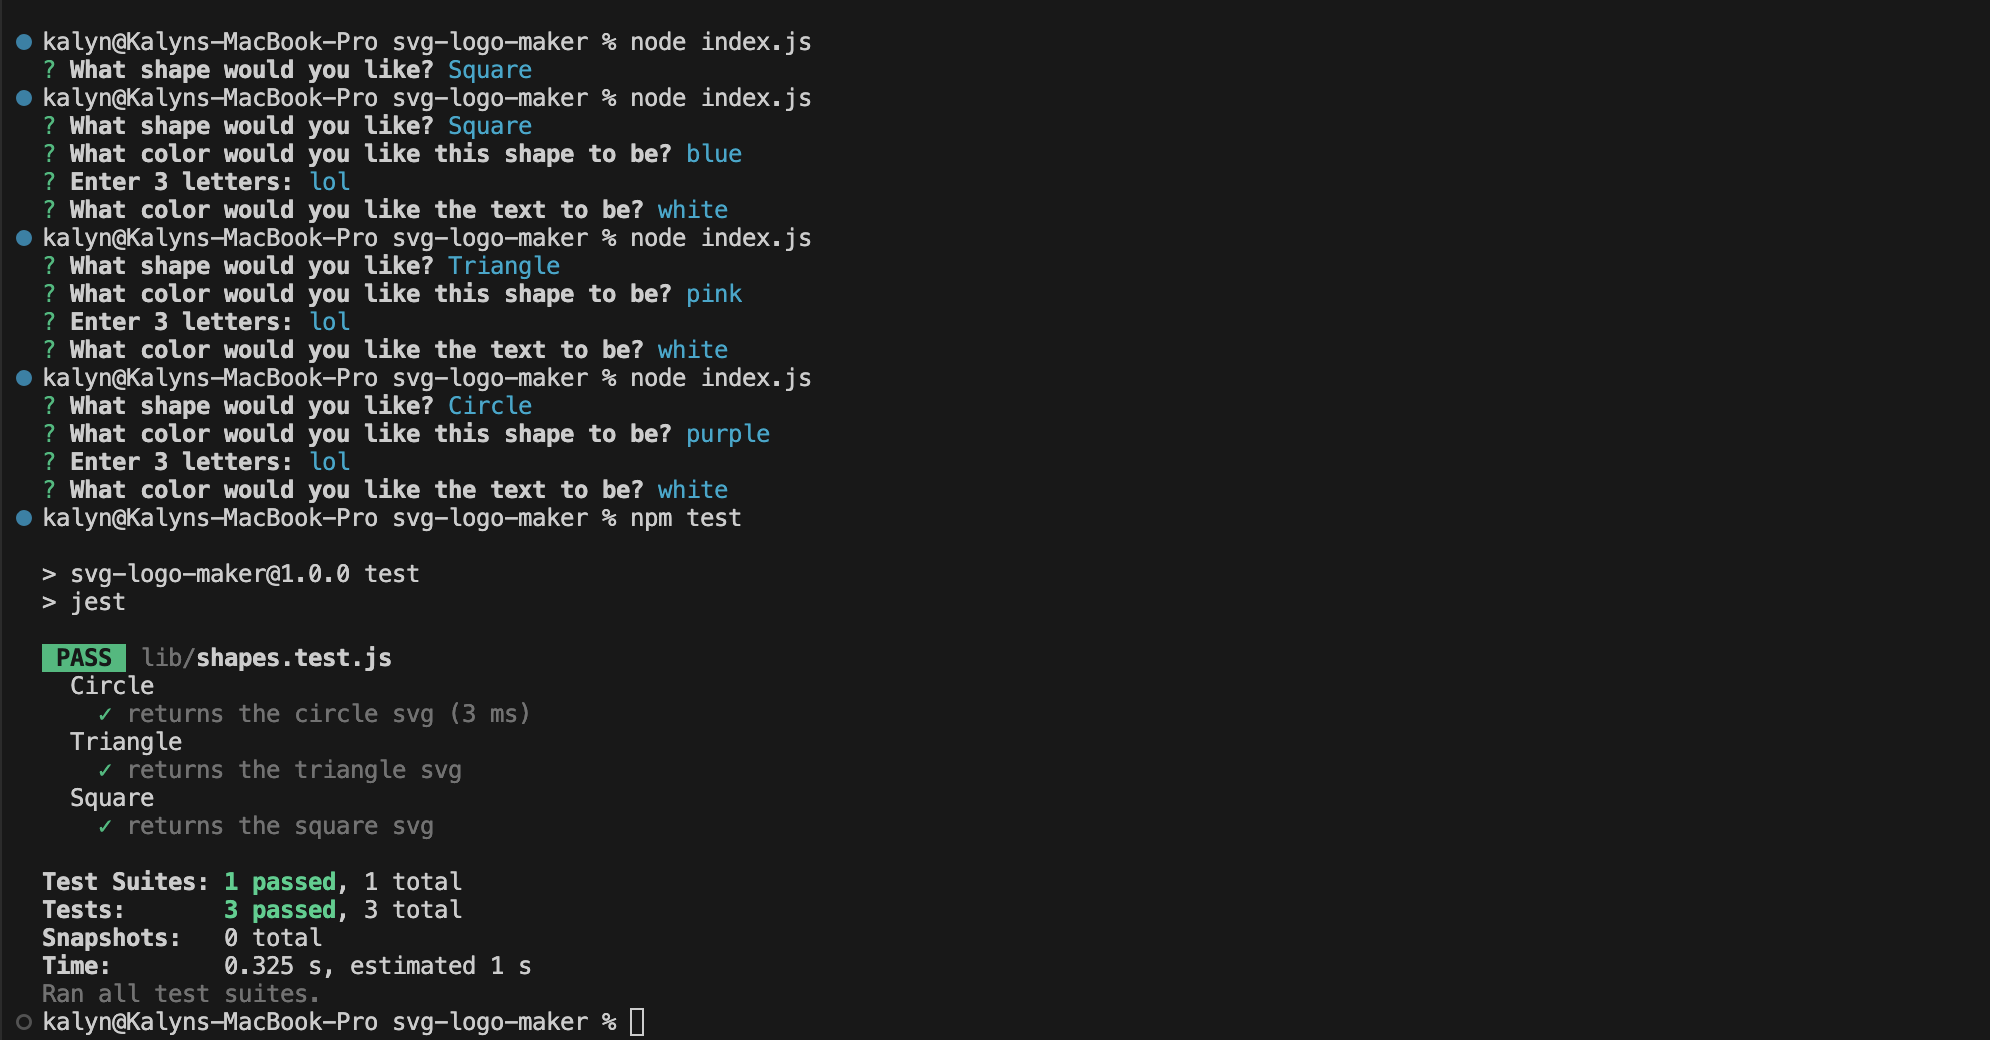 kalyn@Kalyns-MacBook-Pro svg-logo-maker % node index.js
? What shape would you like? Square
kalyn@Kalyns-MacBook-Pro svg-logo-maker % node index.js
? What shape would you like? Square
? What color would you like this shape to be? blue
? Enter 3 letters: lol
? What color would you like the text to be? white
kalyn@Kalyns-MacBook-Pro svg-logo-maker % node index.js
? What shape would you like? Triangle
? What color would you like this shape to be? pink
? Enter 3 letters: lol
? What color would you like the text to be? white
kalyn@Kalyns-MacBook-Pro svg-logo-maker % node index.js
? What shape would you like? Circle
? What color would you like this shape to be? purple
? Enter 3 letters: lol
? What color would you like the text to be? white
kalyn@Kalyns-MacBook-Pro svg-logo-maker % npm test
> svg-logo-maker@1.0.0 test
> jest
PASS lib/shapes.test.js
Circle
✓ returns the circle svg (3 ms)
Triangle
✓ returns the triangle svg
Square
✓ returns the square svg
Test Suites: 1 passed, 1 total
Tests: 3 passed, 3 total
Snapshots: 0 total
Time: 0.325 s, estimated 1 s
Ran all test suites.
kalyn@Kalyns-MacBook-Pro svg-logo-maker %